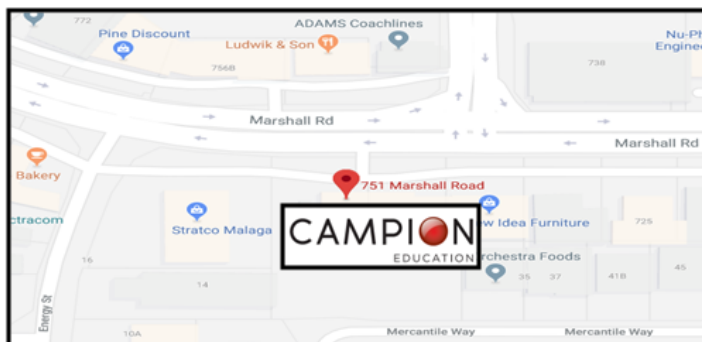 772
ADAMS Coachlines
Pine Discount
Ludwik & Son
Nu-Ph
Engine
756B
738
Marshall Rd
Marshall Rd
Bakery
751 Marshall Road
ctracom
Stratco Malaga
CAMPION
EDUCATION
ew Idea Furniture
725
rchestra Foods
16
14
35
37
41B
45
Energy St
10A
Mercantile Way
Mercantile Way